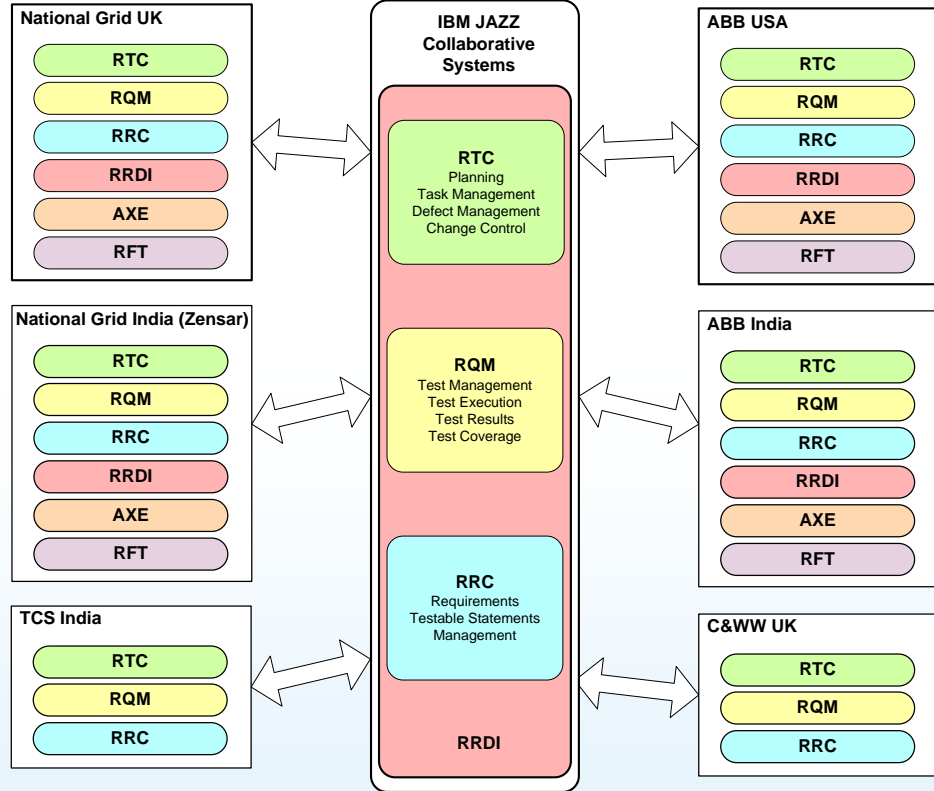 National Grid UK
RTC
RQM
RRC
RRDI
AXE
RFT
National Grid India (Zensar)
RTC
RQM
RRC
RRDI
AXE
RFT
TCS India
RTC
RQM
RRC
IBM JAZZ
Collaborative
Systems
RTC
Planning
Task Management
Defect Management
Change Control
RQM
Test Management
Test Execution
Test Results
Test Coverage
RRC
Requirements
Testable Statements
Management
RRDI
ABB USA
RTC
RQM
RRC
RRDI
AXE
RFT
ABB India
RTC
RQM
RRC
RRDI
AXE
RFT
C&WW UK
RTC
RQM
RRC